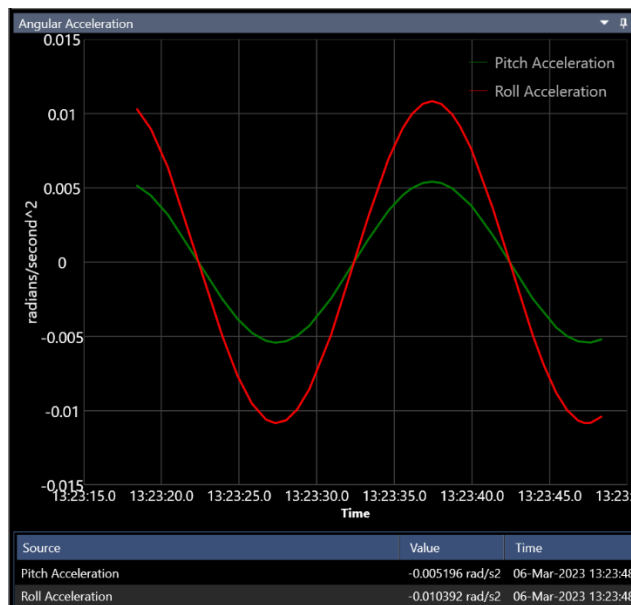 Angular Acceleration
0.015
Pitch Acceleration
Roll Acceleration
0.01
0.005
0
-0.005
-0.01
-0.015
radians/second^2
13:23:15.0 13:23:20.0 13:23:25.0 13:23:30.0 13:23:35.0 13:23:40.0 13:23:45.0 13:23
Time
Source Value Time
Pitch Acceleration -0.005196 rad/s2 06-Mar-2023 13:23:48
Roll Acceleration -0.010392 rad/s2 06-Mar-2023 13:23:48